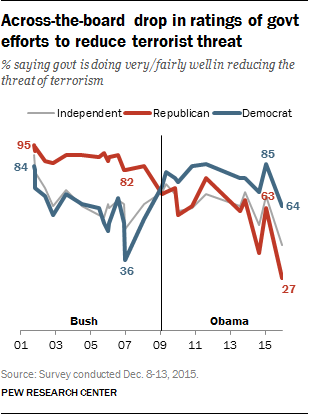 Across-the-board drop in ratings of govt
efforts to reduce terrorist threat
% saying govt is doing very/fairly well in reducing the
threat of terrorism
Independent Republican Democrat
95
84
82
36
85
63
64
27
Bush Obama
01 03 05 07 09 11 13 15
Source: Survey conducted Dec. 8-13, 2015.
PEW RESEARCH CENTER